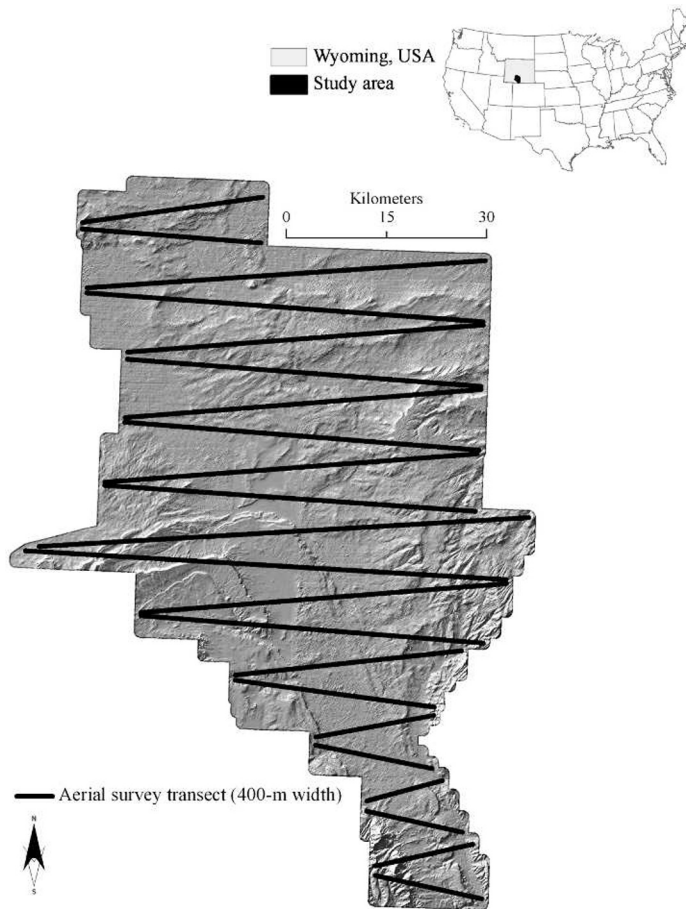 Wyoming, USA
Study area
Kilometers
0 15 30
Aerial survey transect (400-m width)
N
S